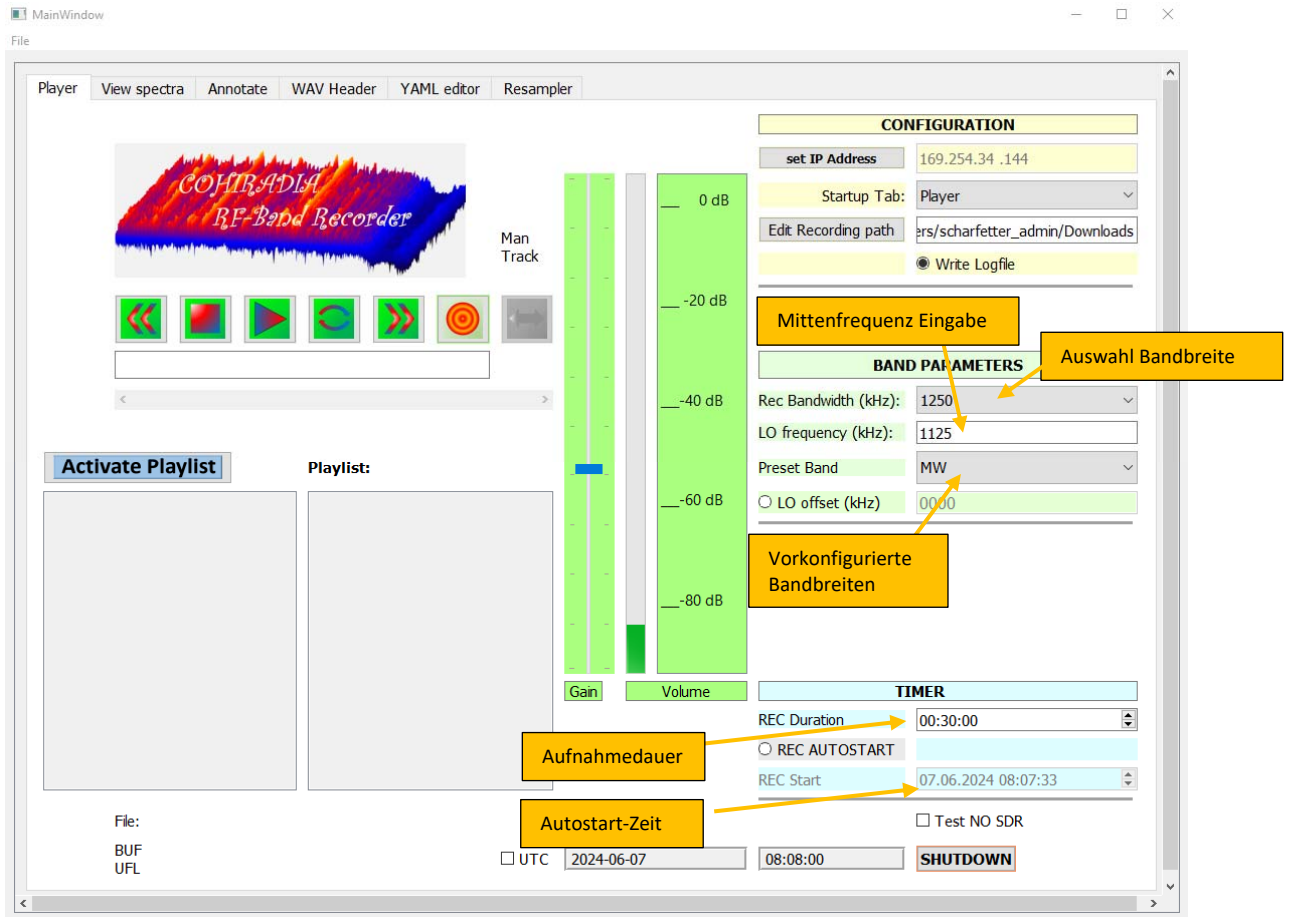 MainWindow
File
Player View spectra Annotate WAV Header YAML editor Resampler
COHIRADIA
RF-Band Recorder
Man
Track
0 dB
-20 dB
-40 dB
-60 dB
-80 dB
Gain
Volume
Activate Playlist
Playlist:
CONFIGURATION
set IP Address 169.254.34 .144
Startup Tab: Player
Edit Recording path ers/scharfetter_admin/Downloads
Write Logfile
Mittenfrequenz Eingabe
Auswahl Bandbreite
BAND PARAMETERS
Rec Bandwidth (kHz): 1250
LO frequency (kHz): 1125
Preset Band MW
LO offset (kHz) 0000
Vorkonfigurierte
Bandbreiten
TIMER
REC Duration 00:30:00
Aufnahmedauer
REC AUTOSTART
REC Start 07.06.2024 08:07:33
Autostart-Zeit
File:
Test NO SDR
BUF
UFL
UTC 2024-06-07 08:08:00 SHUTDOWN